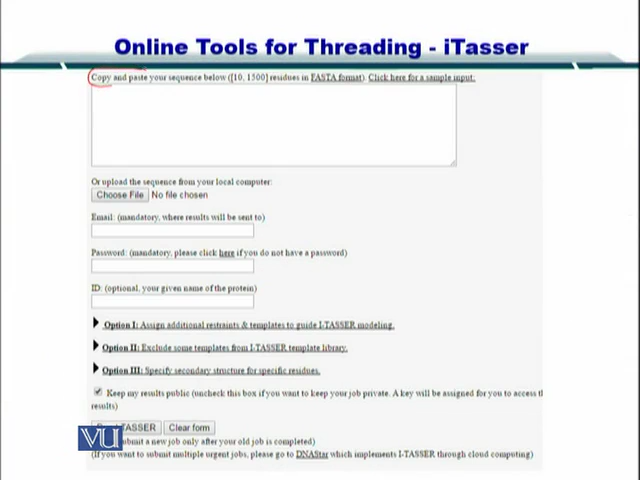 Online Tools for Threading - iTasser
Copy and paste your sequence below ([10, 1500] residues in FASTA format). Click here for a sample input:
Or upload the sequence from your local computer:
Choose File No file chosen
Email: (mandatory, where results will be sent to)
Password: (mandatory, please click here if you do not have a password)
ID: (optional, your given name of the protein)
Option I: Assign additional restraints & templates to guide I-TASSER modeling.
Option II: Exclude some templates from I-TASSER template library.
Option III: Specify secondary structure for specific residues.
Keep my results public (uncheck this box if you want to keep your job private. A key will be assigned for you to access
results)
TASSER Clear form
VU
submit a new job only after your old job is completed)
(If you want to submit multiple urgent jobs, please go to DNAStar which implements I-TASSER through cloud computing)